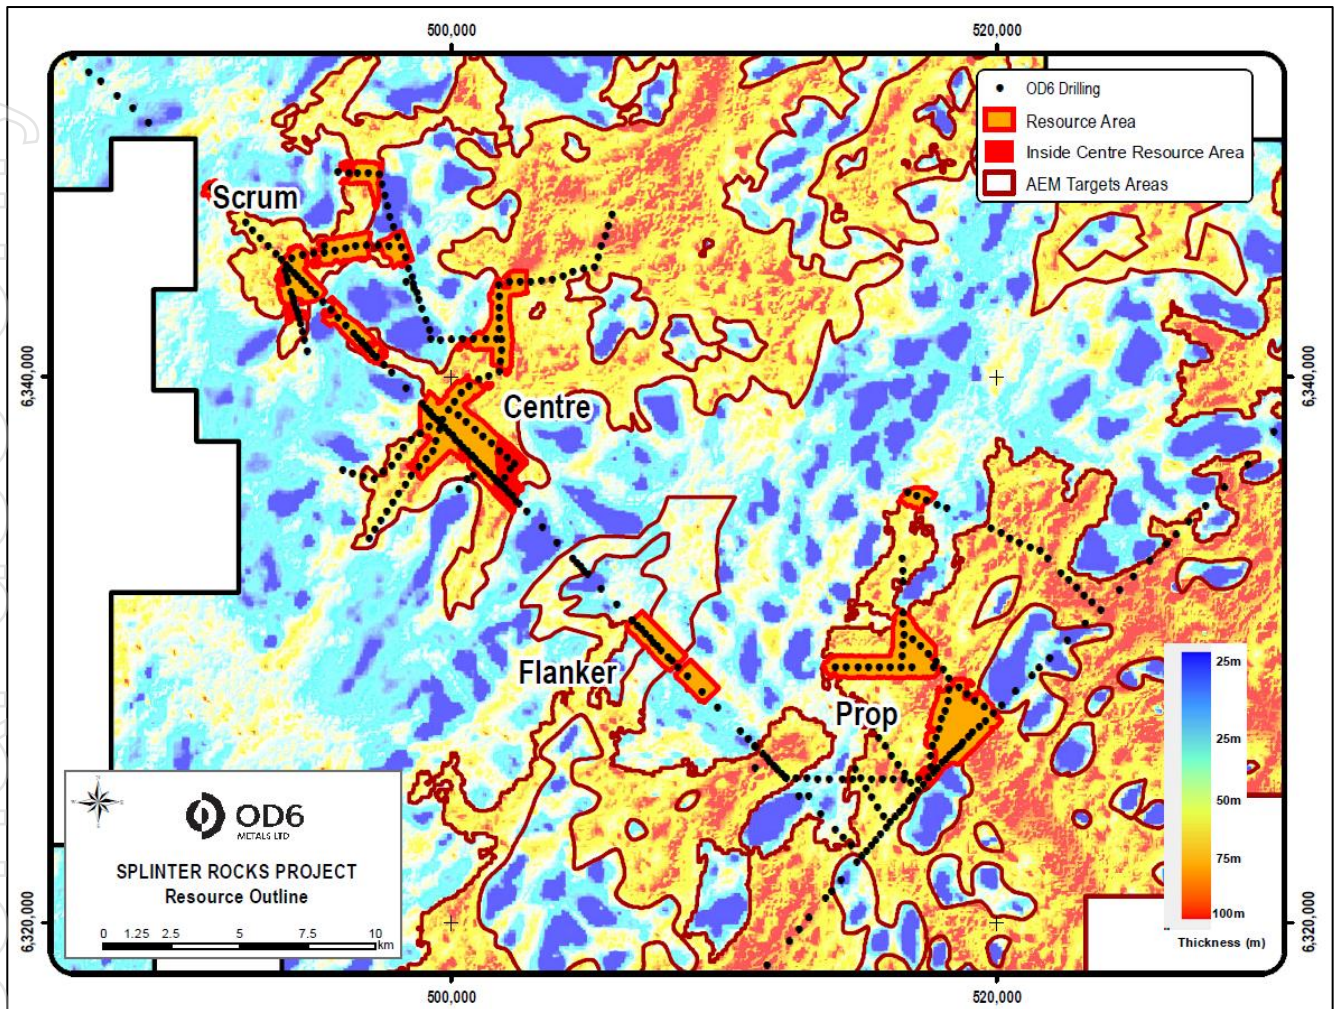 500,000
520,000
OD6 Drilling
Resource Area
Inside Centre Resource Area
AEM Targets Areas
Scrum
6,340,000
6,340,000
Centre
Flanker
Prop
25m
25m
50m
75m
100m
Thickness (m)
N
W
E
S
OD6
METALS LTD
SPLINTER ROCKS PROJECT
Resource Outline
0 1.25 2.5 5 7.5 10
km
6,320,000
6,320,000
500,000
520,000